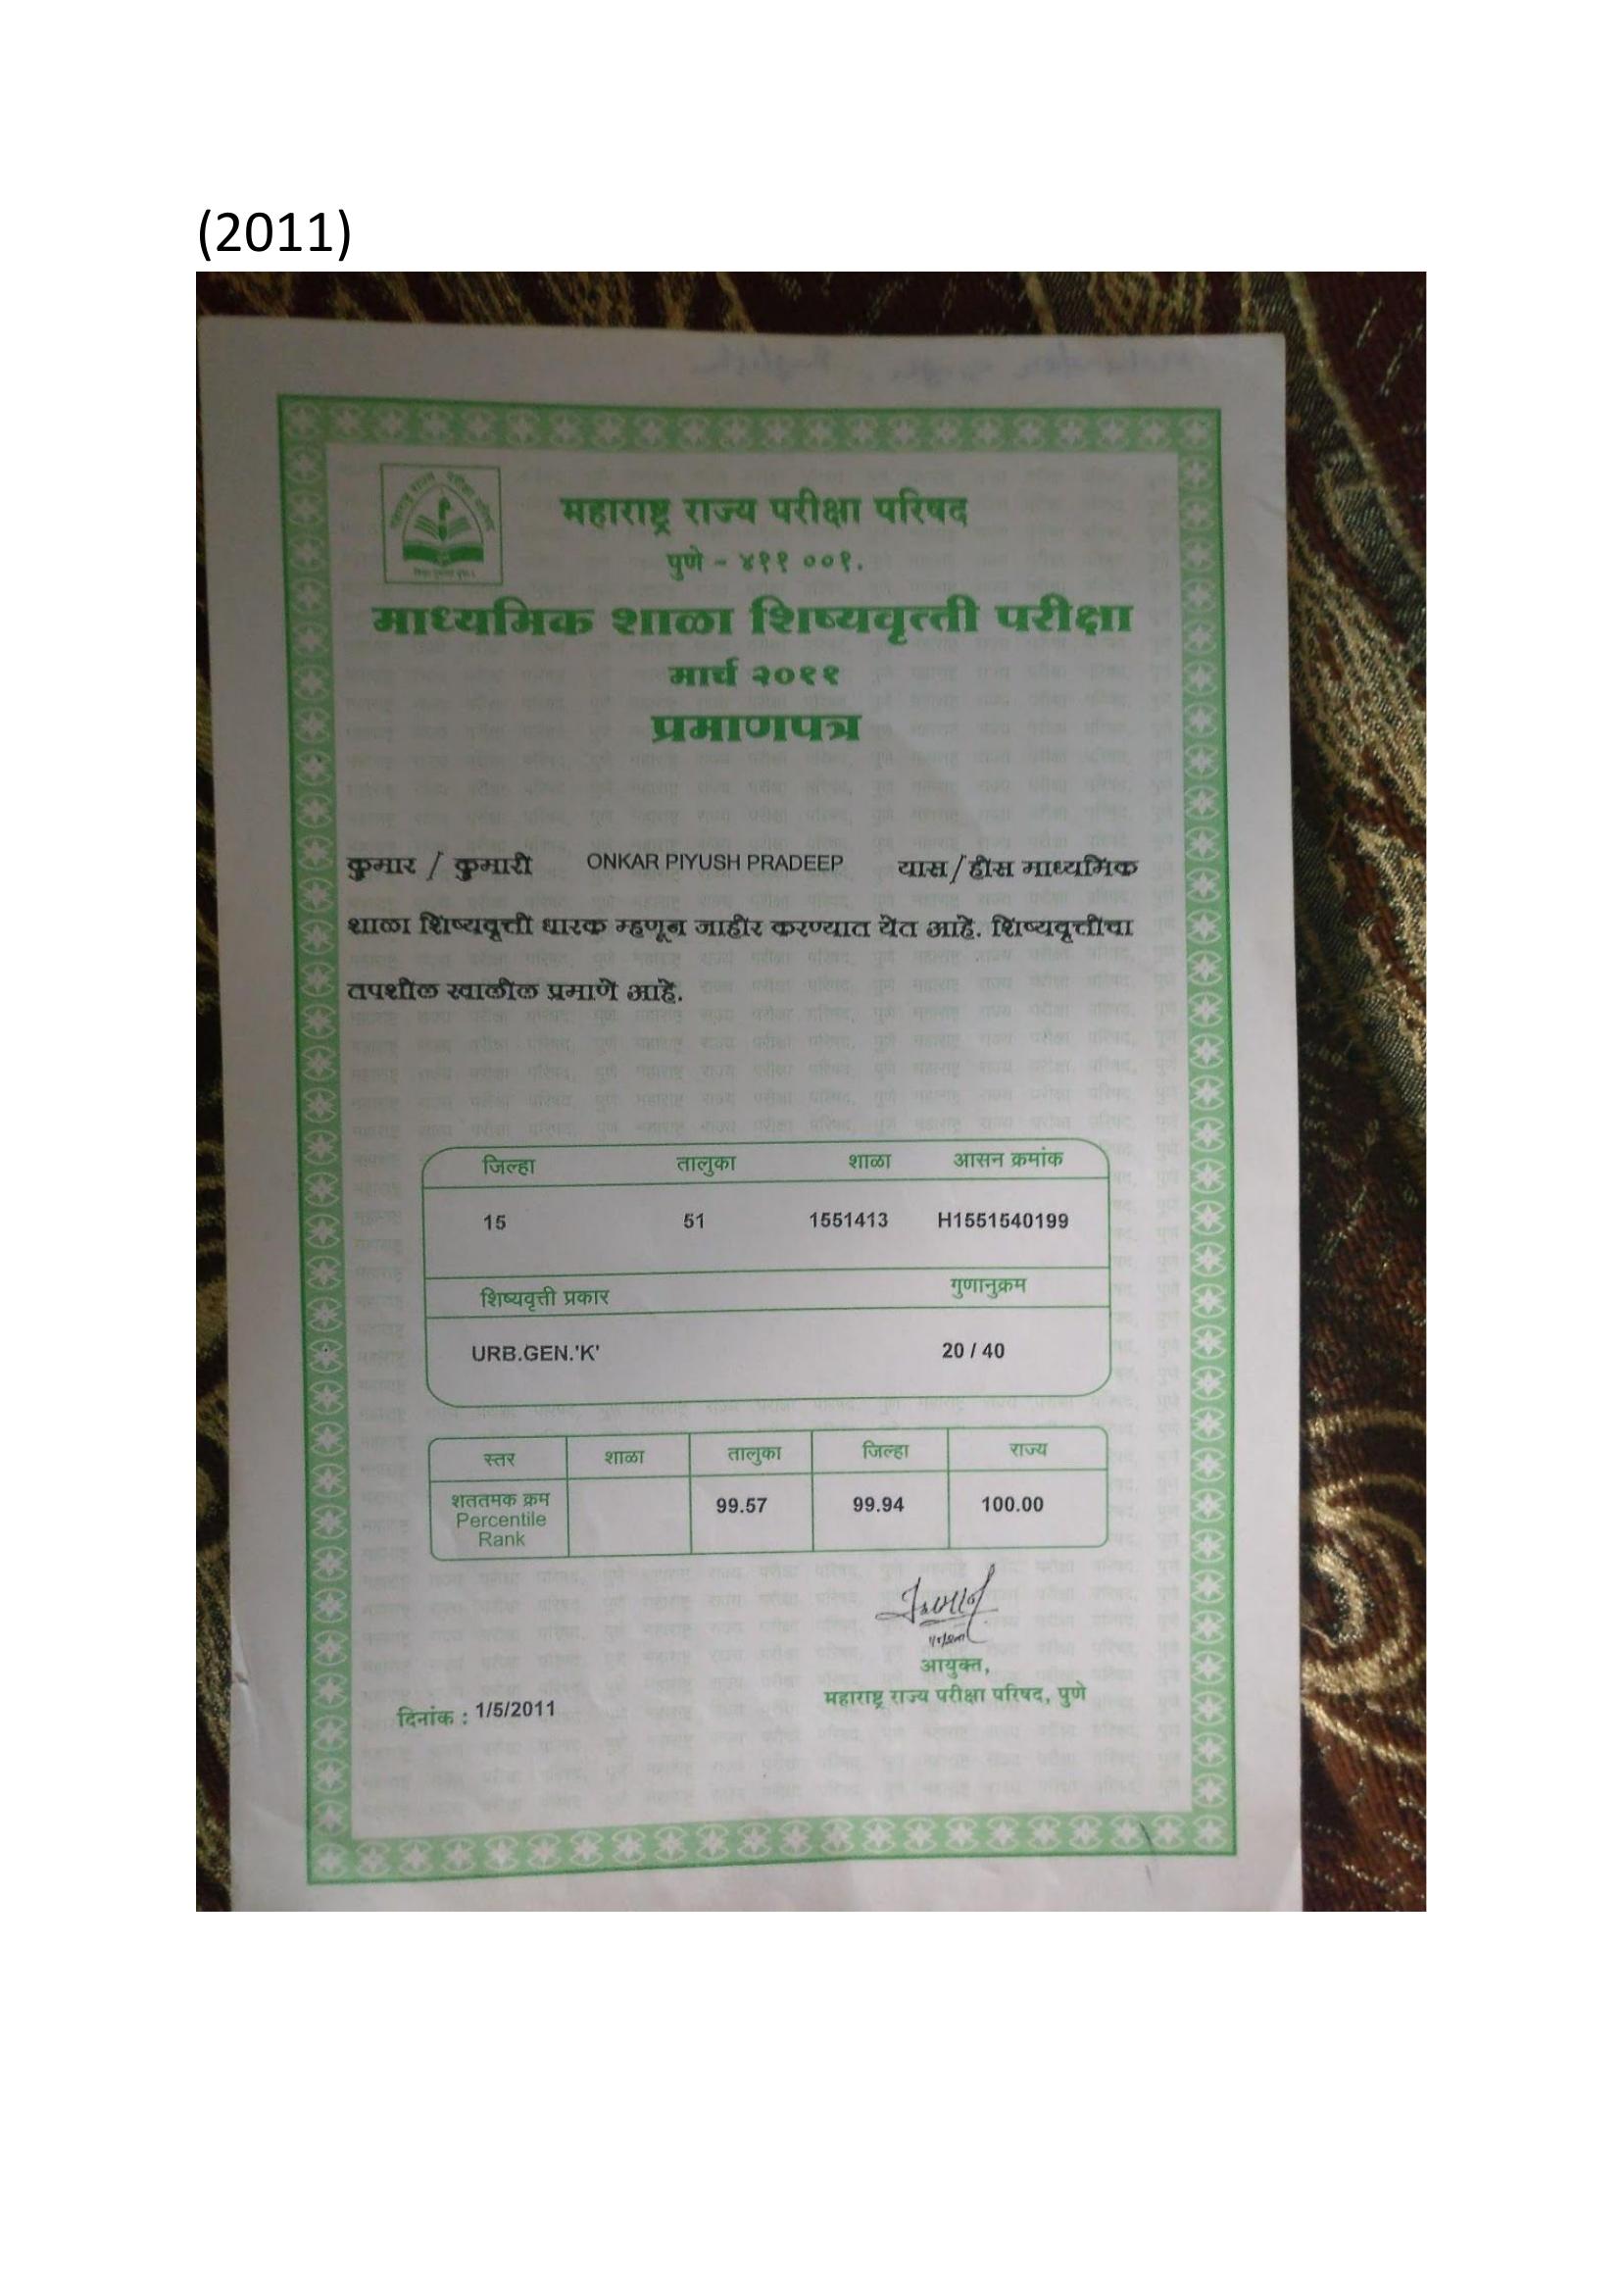 (2011)
महाराष्ट्र राज्य परीक्षा परिषद
पुणे - ४११ ००१.
माध्यमिक शाळा शिष्यवृत्ती परीक्षा
मार्च २०११
प्रमाणपत्र
कुमार / कुमारी ONKAR PIYUSH PRADEEP यास/हीस माध्यमिक
शाळा शिष्यवृत्ती धारक म्हणून जाहीर करण्यात येत आहे. शिष्यवृत्तीचा
तपशील खालील प्रमाणे आहे.
जिल्हा तालुका शाळा आसन क्रमांक
15 51 1551413 H1551540199
शिष्यवृत्ती प्रकार गुणानुक्रम
URB.GEN.'K' 20 / 40
स्तर शाळा तालुका जिल्हा राज्य
शततमक क्रम
Percentile 99.57 99.94 100.00
Rank
आयुक्त,
महाराष्ट्र राज्य परीक्षा परिषद, पुणे
दिनांक : 1/5/2011